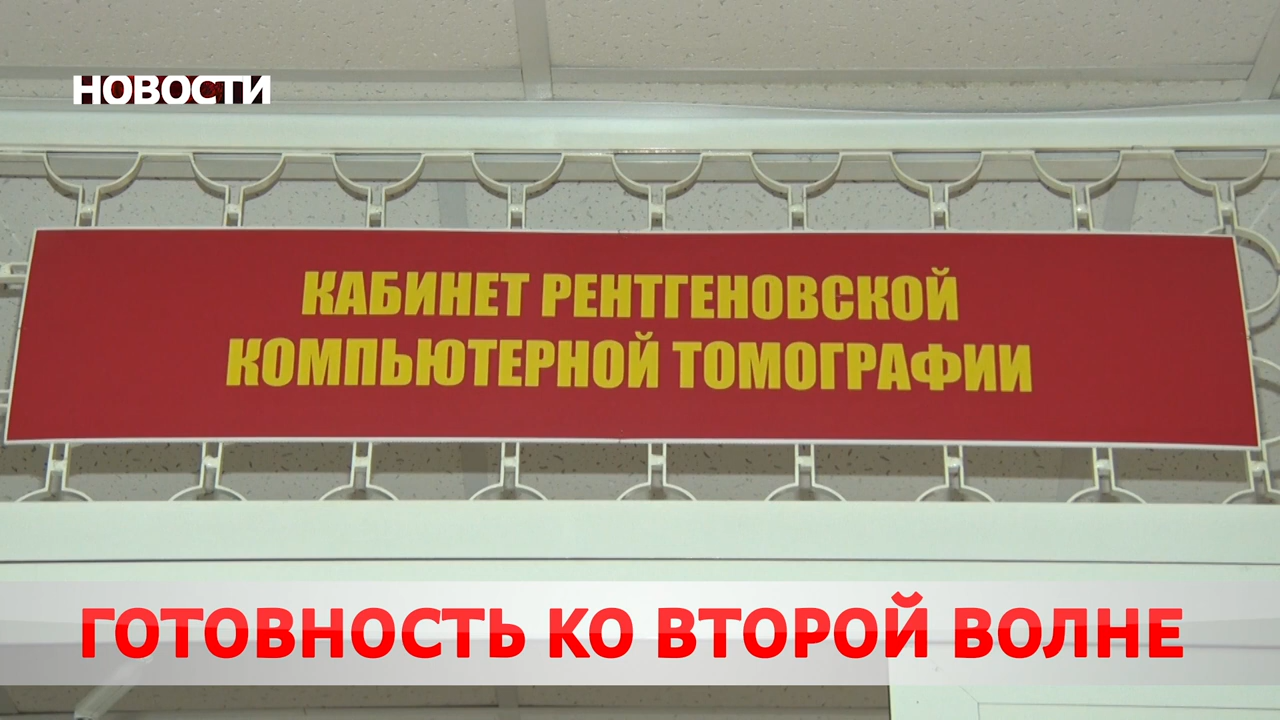 НОВОСТИ
КАБИНЕТ РЕНТГЕНОВСКОЙ
КОМПЬЮТЕРНОЙ ТОМОГРАФИИ
ГОТОВНОСТЬ КО ВТОРОЙ ВОЛНЕ